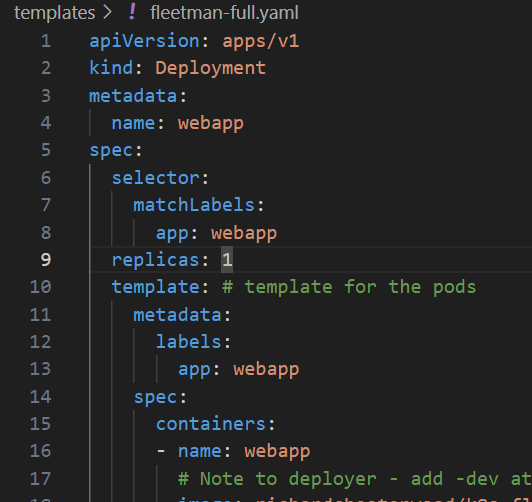 templates > ! fleetman-full.yaml
1 apiVersion: apps/v1
2 kind: Deployment
3 metadata:
4   name: webapp
5 spec:
6   selector:
7     matchLabels:
8       app: webapp
9   replicas: 1
10   template: # template for the pods
11     metadata:
12       labels:
13         app: webapp
14     spec:
15       containers:
16       - name: webapp
17         # Note to deployer - add -dev at